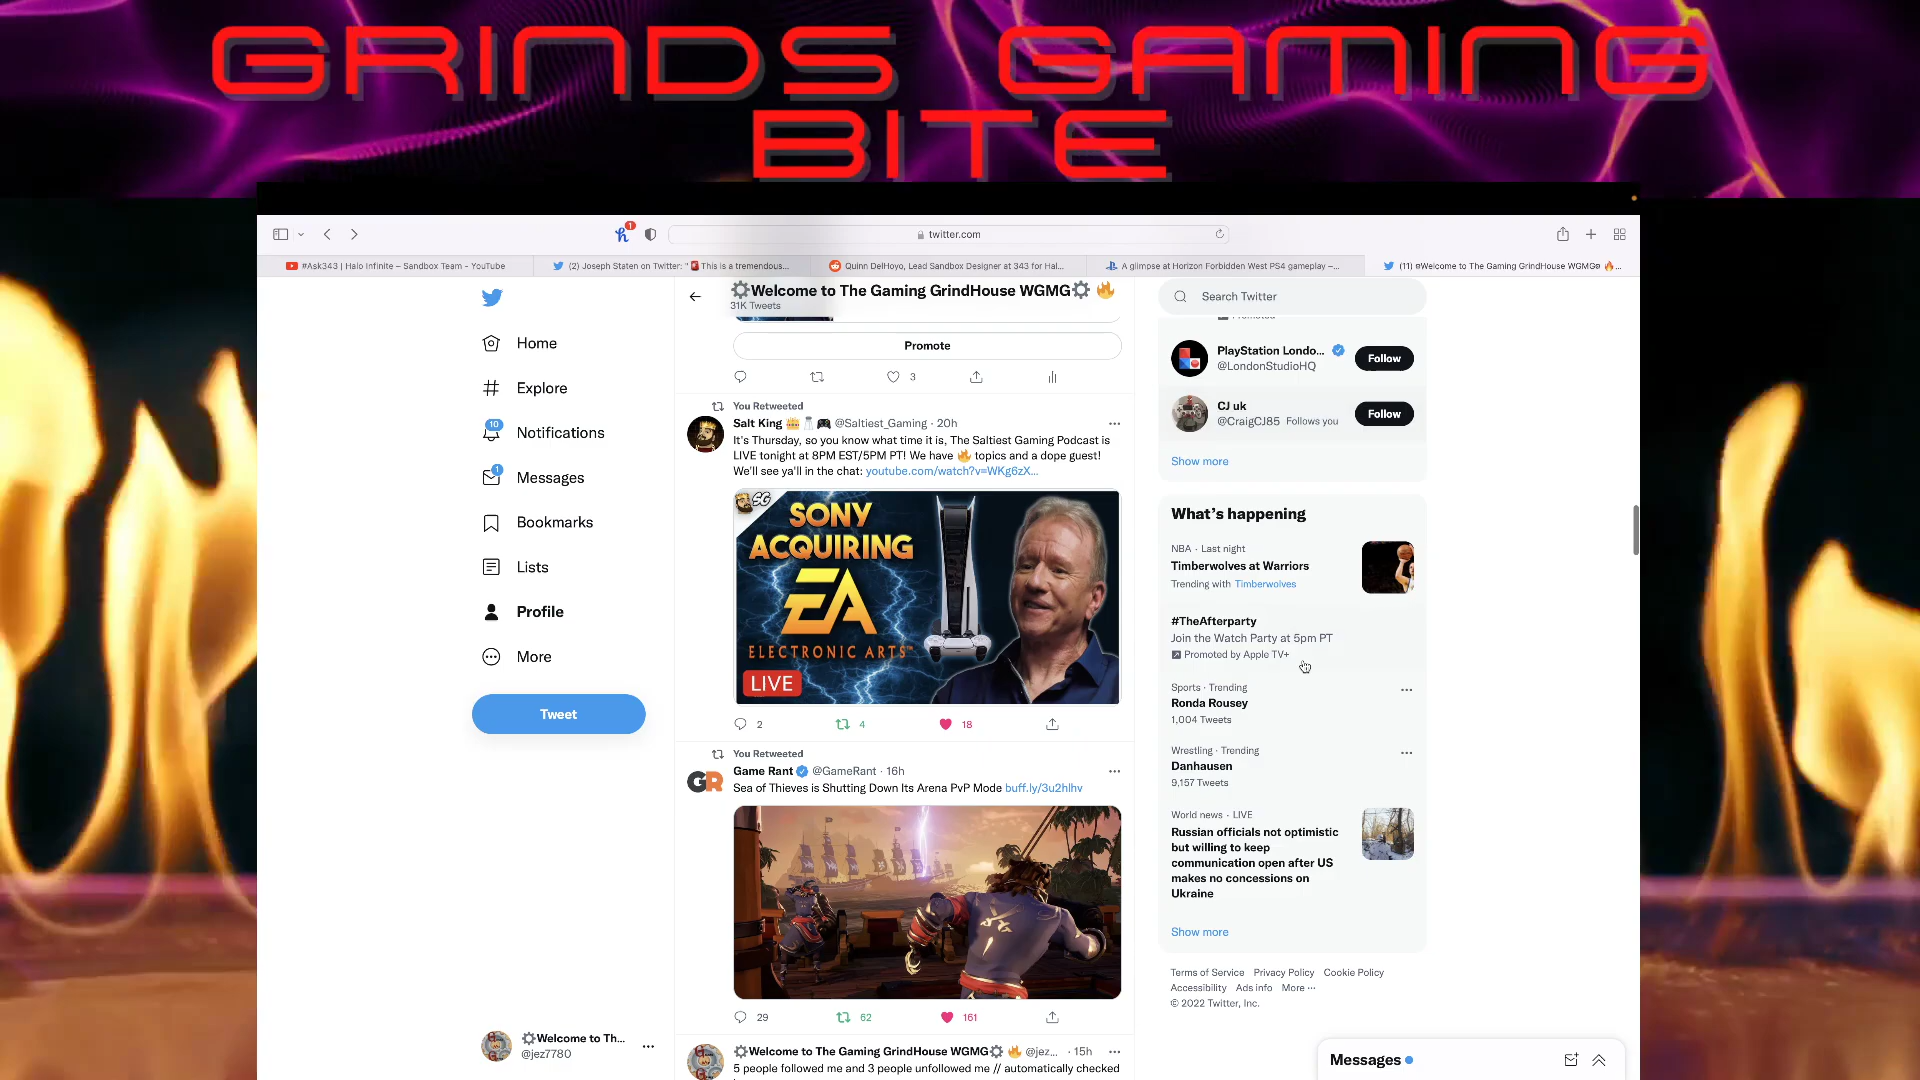 GRINDS GAMING
BITE
1
twitter.com
#Ask343 | Halo Infinite – Sandbox Team - YouTube
(2) Joseph Staten on Twitter: "🚨This is a tremendous...
Quinn DelHoyo, Lead Sandbox Designer at 343 for Hal...
A glimpse at Horizon Forbidden West PS4 gameplay –...
(11) ⚙Welcome to The Gaming GrindHouse WGMG⚙ 🔥...
⚙Welcome to The Gaming GrindHouse WGMG⚙ 🔥
31K Tweets
Home
Explore
10
Notifications
1
Messages
Bookmarks
Lists
Profile
More
Tweet
⚙Welcome to Th...
@jez7780
Promote
3
You Retweeted
Salt King 👑🧂🎮 @Saltiest_Gaming · 20h
It's Thursday, so you know what time it is, The Saltiest Gaming Podcast is
LIVE tonight at 8PM EST/5PM PT! We have 🔥 topics and a dope guest!
We'll see ya'll in the chat: youtube.com/watch?v=WKg6zX...
SG
SONY
ACQUIRING
EA
ELECTRONIC ARTS™
LIVE
2
4
18
You Retweeted
Game Rant @GameRant · 16h
Sea of Thieves is Shutting Down Its Arena PvP Mode buff.ly/3u2hlhv
GR
29
62
161
⚙Welcome to The Gaming GrindHouse WGMG⚙ 🔥 @jez... · 15h
5 people followed me and 3 people unfollowed me // automatically checked
Search Twitter
Promoted
PlayStation Londo...
@LondonStudioHQ
Follow
CJ uk
@CraigCJ85 Follows you
Follow
Show more
What's happening
NBA · Last night
Timberwolves at Warriors
Trending with Timberwolves
#TheAfterparty
Join the Watch Party at 5pm PT
Promoted by Apple TV+
Sports · Trending
Ronda Rousey
1,004 Tweets
Wrestling · Trending
Danhausen
9,157 Tweets
World news · LIVE
Russian officials not optimistic
but willing to keep
communication open after US
makes no concessions on
Ukraine
Show more
Terms of Service Privacy Policy Cookie Policy
Accessibility Ads info More ···
© 2022 Twitter, Inc.
Messages